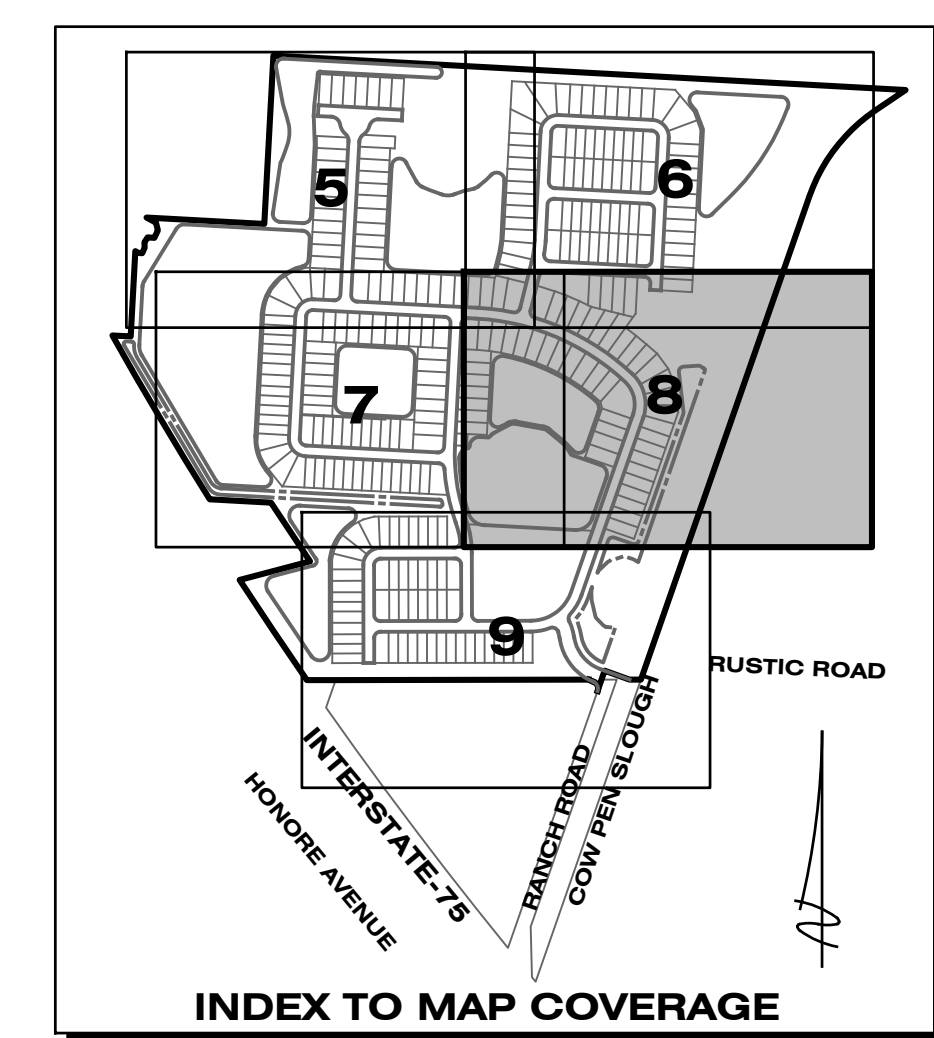 5
6
7
8
9
RUSTIC ROAD
INTERSTATE-75
HONORE AVENUE
RANCH ROAD
COW PEN SLOUGH
N
INDEX TO MAP COVERAGE